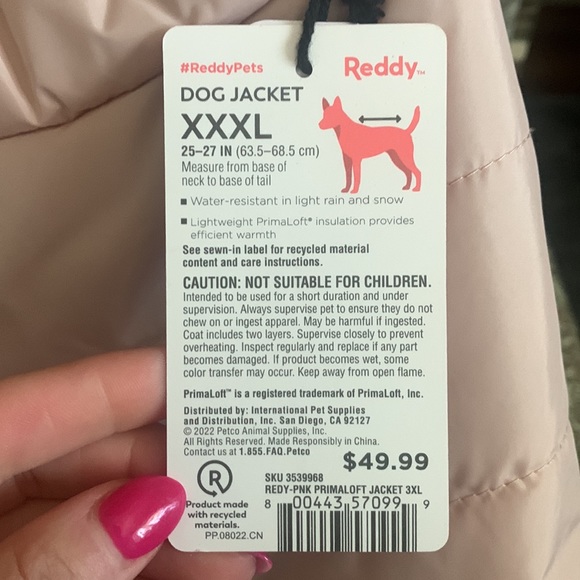 #ReddyPets
Reddy™
DOG JACKET
XXXL
25–27 IN (63.5–68.5 cm)
Measure from base of
neck to base of tail
■ Water-resistant in light rain and snow
■ Lightweight PrimaLoft® insulation provides
efficient warmth
See sewn-in label for recycled material
content and care instructions.
CAUTION: NOT SUITABLE FOR CHILDREN.
Intended to be used for a short duration and under
supervision. Always supervise pet to ensure they do not
chew on or ingest apparel. May be harmful if ingested.
Coat includes two layers. Supervise closely to prevent
overheating. Inspect regularly and replace if any part
becomes damaged. If product becomes wet, some
color transfer may occur. Keep away from open flame.
PrimaLoft™ is a registered trademark of PrimaLoft, Inc.
Distributed by: International Pet Supplies
and Distribution, Inc. San Diego, CA 92127
© 2022 Petco Animal Supplies, Inc.
All Rights Reserved. Made Responsibly in China.
Contact us at 1.855.FAQ.Petco
$49.99
R
Product made
with recycled
materials.
PP.08022.CN
SKU 3539968
REDY-PNK PRIMALOFT JACKET 3XL
8 00443 57099 9